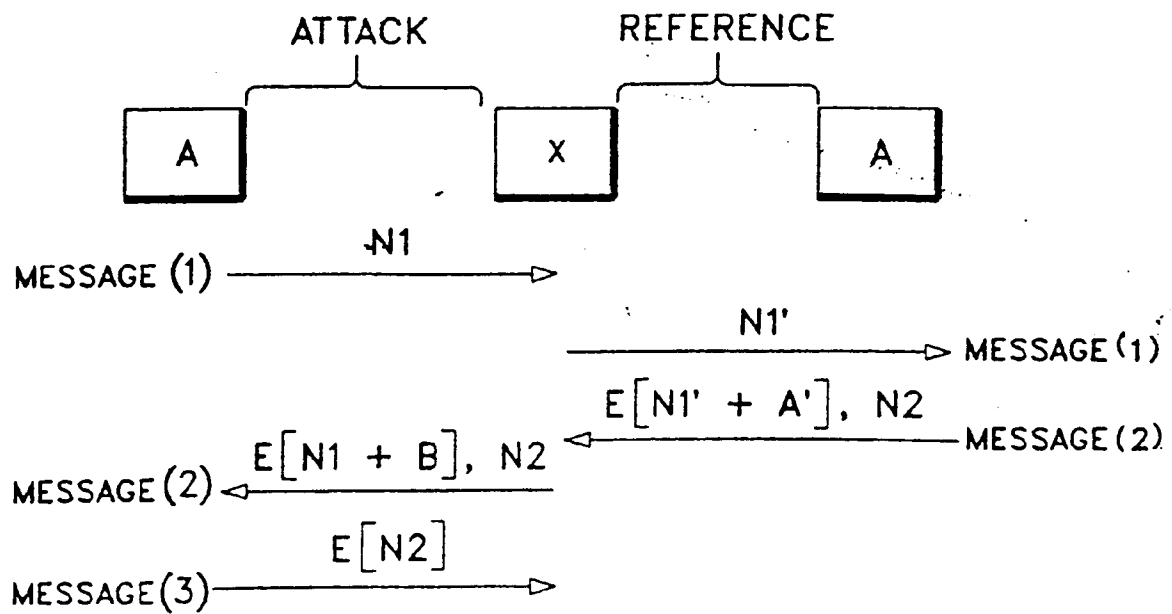 ATTACK REFERENCE
A X A
N1
MESSAGE (1)
N1'
MESSAGE (1)
E[N1' + A'], N2
MESSAGE (2)
E[N1 + B], N2
MESSAGE (2)
E[N2]
MESSAGE (3)